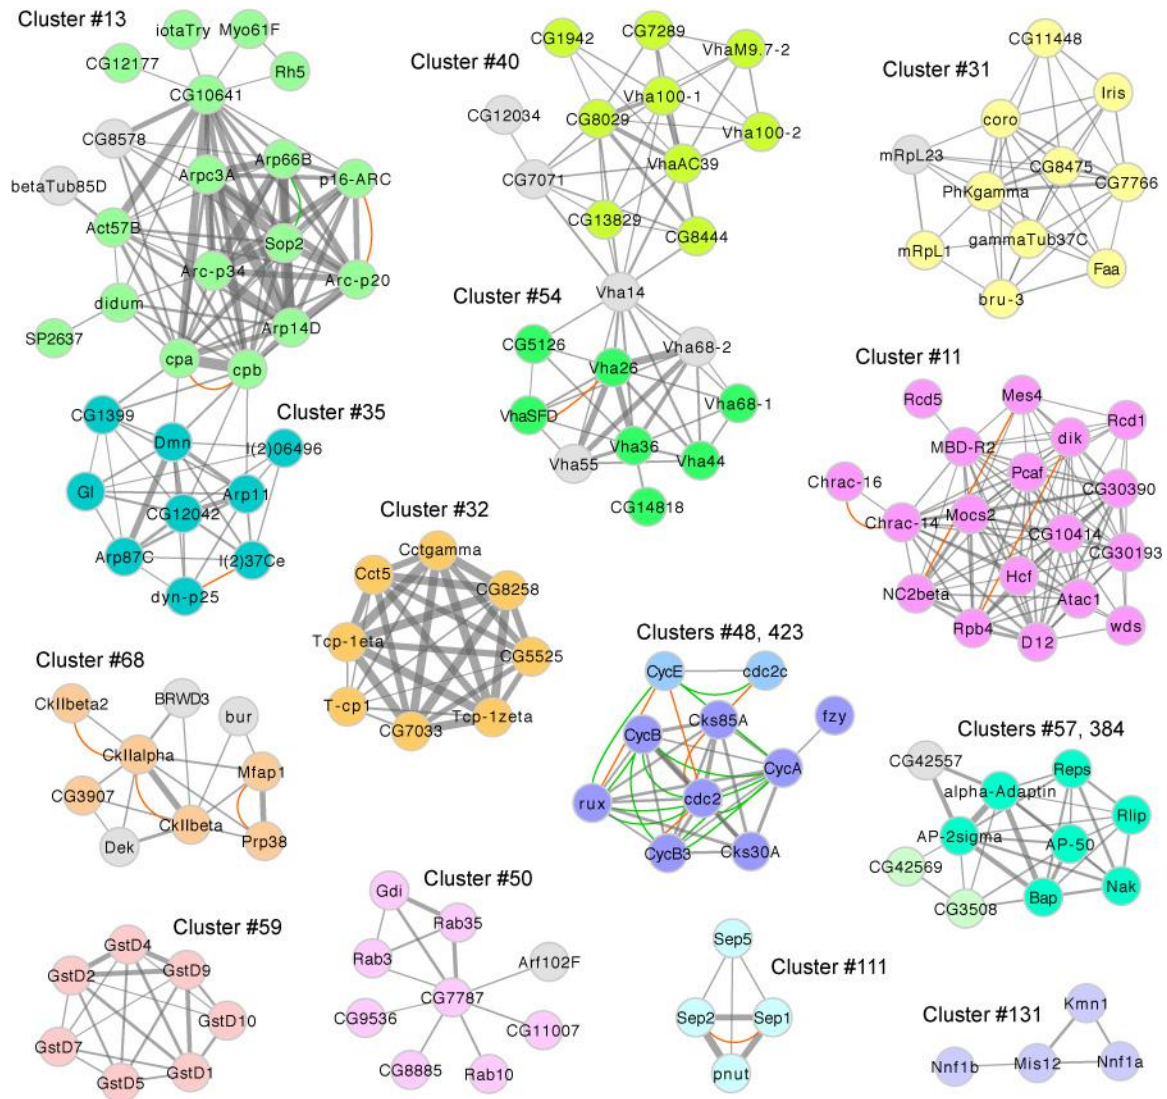 Cluster #13
iotaTry
Myo61F
CG12177
Rh5
CG10641
CG8578
Arp66B
betaTub85D
Arpc3A
p16-ARC
Act57B
Sop2
Arc-p34
Arc-p20
didum
Arp14D
SP2637
cpa
cpb
Cluster #40
CG1942
CG7289
VhaM9.7-2
Vha100-1
CG12034
CG8029
Vha100-2
VhaAC39
CG7071
CG13829
CG8444
Cluster #31
CG11448
Iris
coro
mRpL23
CG8475
CG7766
PhKgamma
mRpL1
gammaTub37C
Faa
bru-3
Cluster #54
Vha14
CG5126
Vha68-2
Vha26
VhaSFD
Vha68-1
Vha36
Vha55
Vha44
CG14818
Cluster #35
CG1399
Dmn
l(2)06496
Gl
Arp11
CG12042
Arp87C
l(2)37Ce
dyn-p25
Cluster #11
Rcd5
Mes4
Rcd1
MBD-R2
dik
Chrac-16
Pcaf
CG30390
Chrac-14
Mocs2
CG10414
CG30193
NC2beta
Hcf
Atac1
Rpb4
D12
wds
Cluster #32
Cctgamma
Cct5
CG8258
Tcp-1eta
CG5525
T-cp1
CG7033
Tcp-1zeta
Cluster #68
CkIIbeta2
BRWD3
bur
CkIIalpha
Mfap1
CG3907
CkIIbeta
Dek
Prp38
Clusters #48, 423
CycE
cdc2c
Cks85A
fzy
CycB
CycA
rux
cdc2
CycB3
Cks30A
Clusters #57, 384
CG42557
Reps
alpha-Adaptin
Rlip
AP-2sigma
AP-50
CG42569
Nak
CG3508
Bap
Cluster #59
GstD4
GstD2
GstD9
GstD10
GstD7
GstD5
GstD1
Cluster #50
Gdi
Rab35
Rab3
Arf102F
CG7787
CG9536
CG11007
CG8885
Rab10
Cluster #111
Sep5
Sep2
Sep1
pnut
Cluster #131
Kmn1
Nnf1b
Mis12
Nnf1a